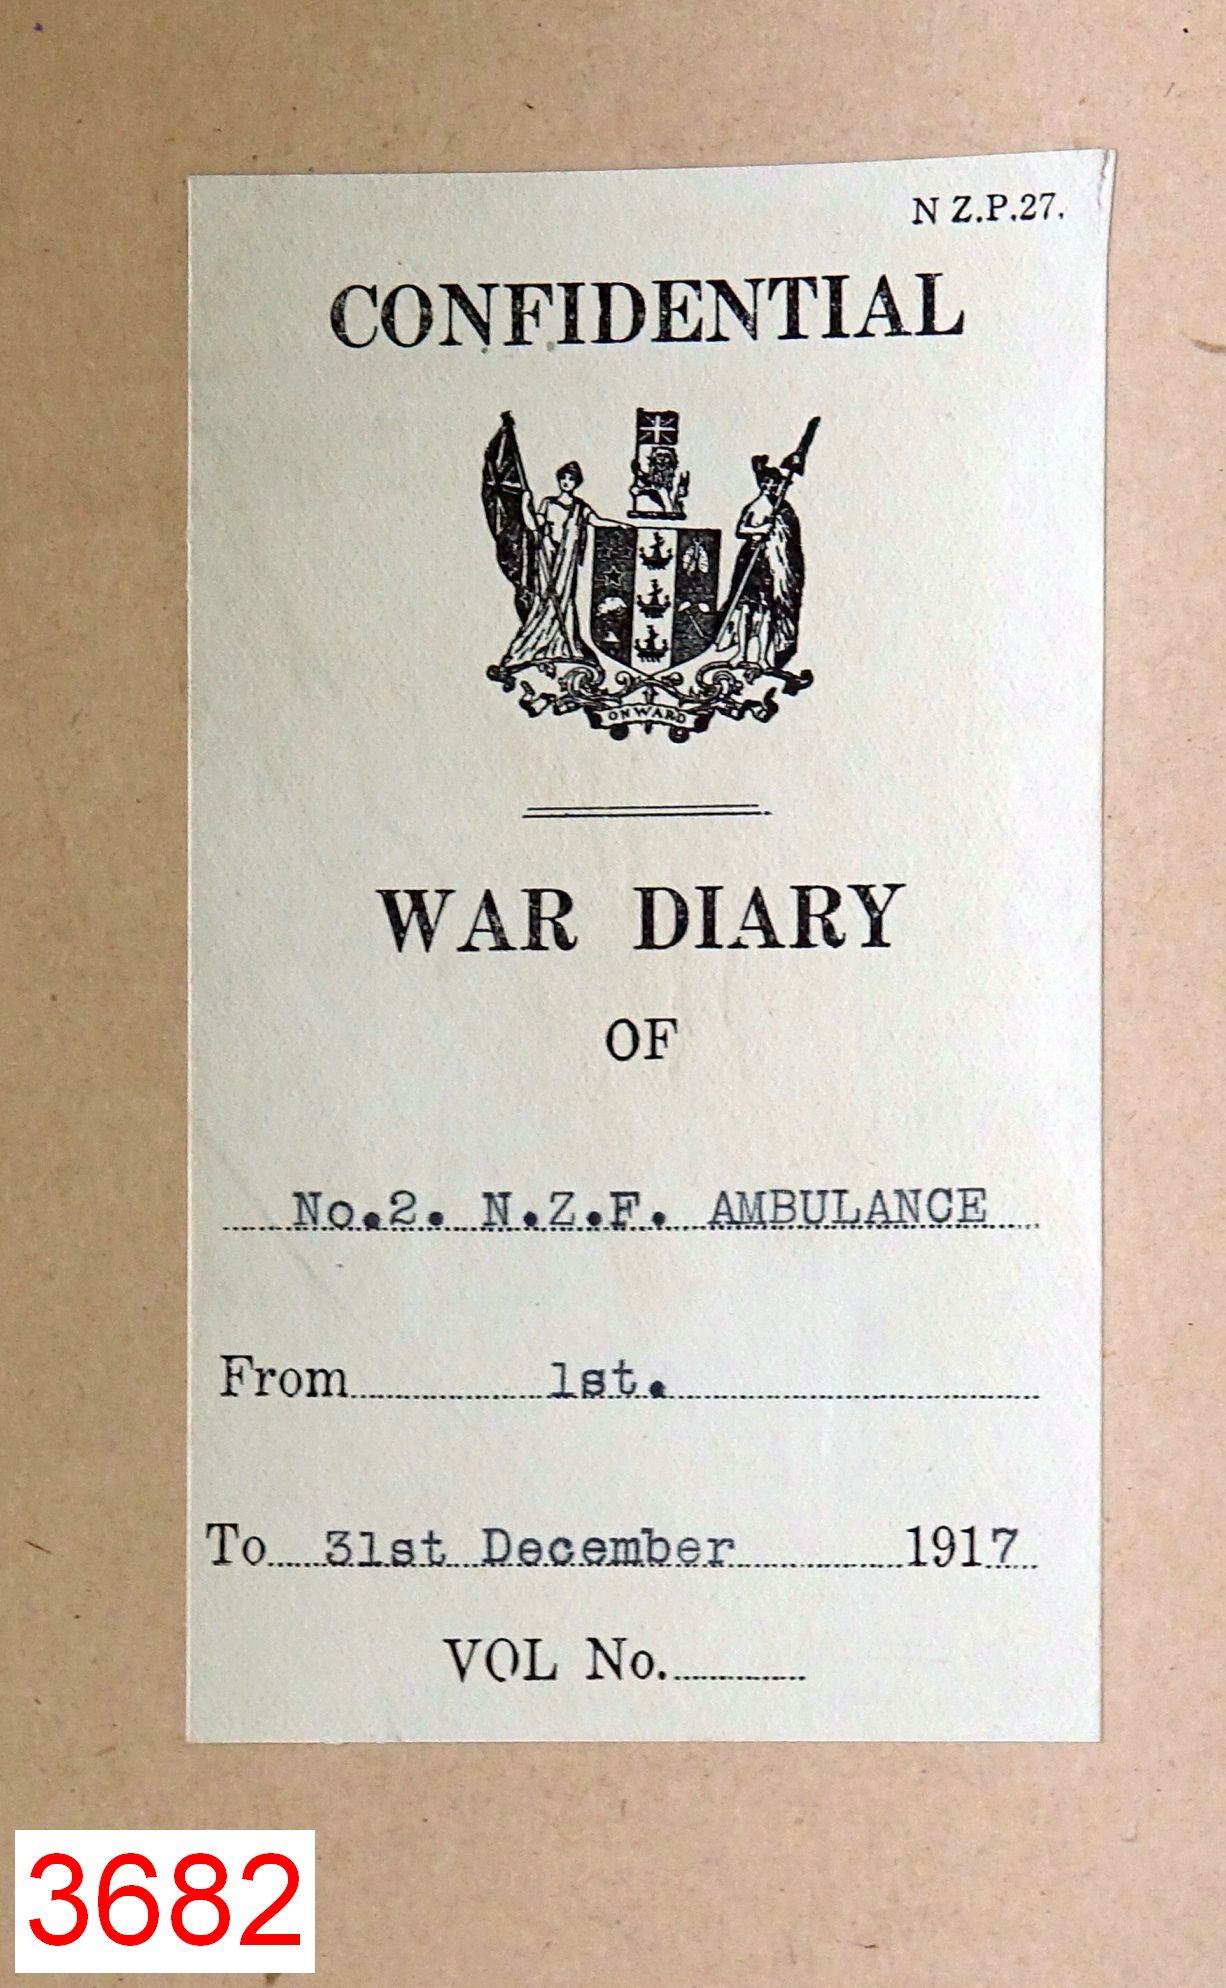 N Z.P.27.
CONFIDENTIAL
ONWARD
WAR DIARY
OF
No.2. N.Z.F. AMBULANCE
From 1st.
To 31st December 1917
VOL No.
3682